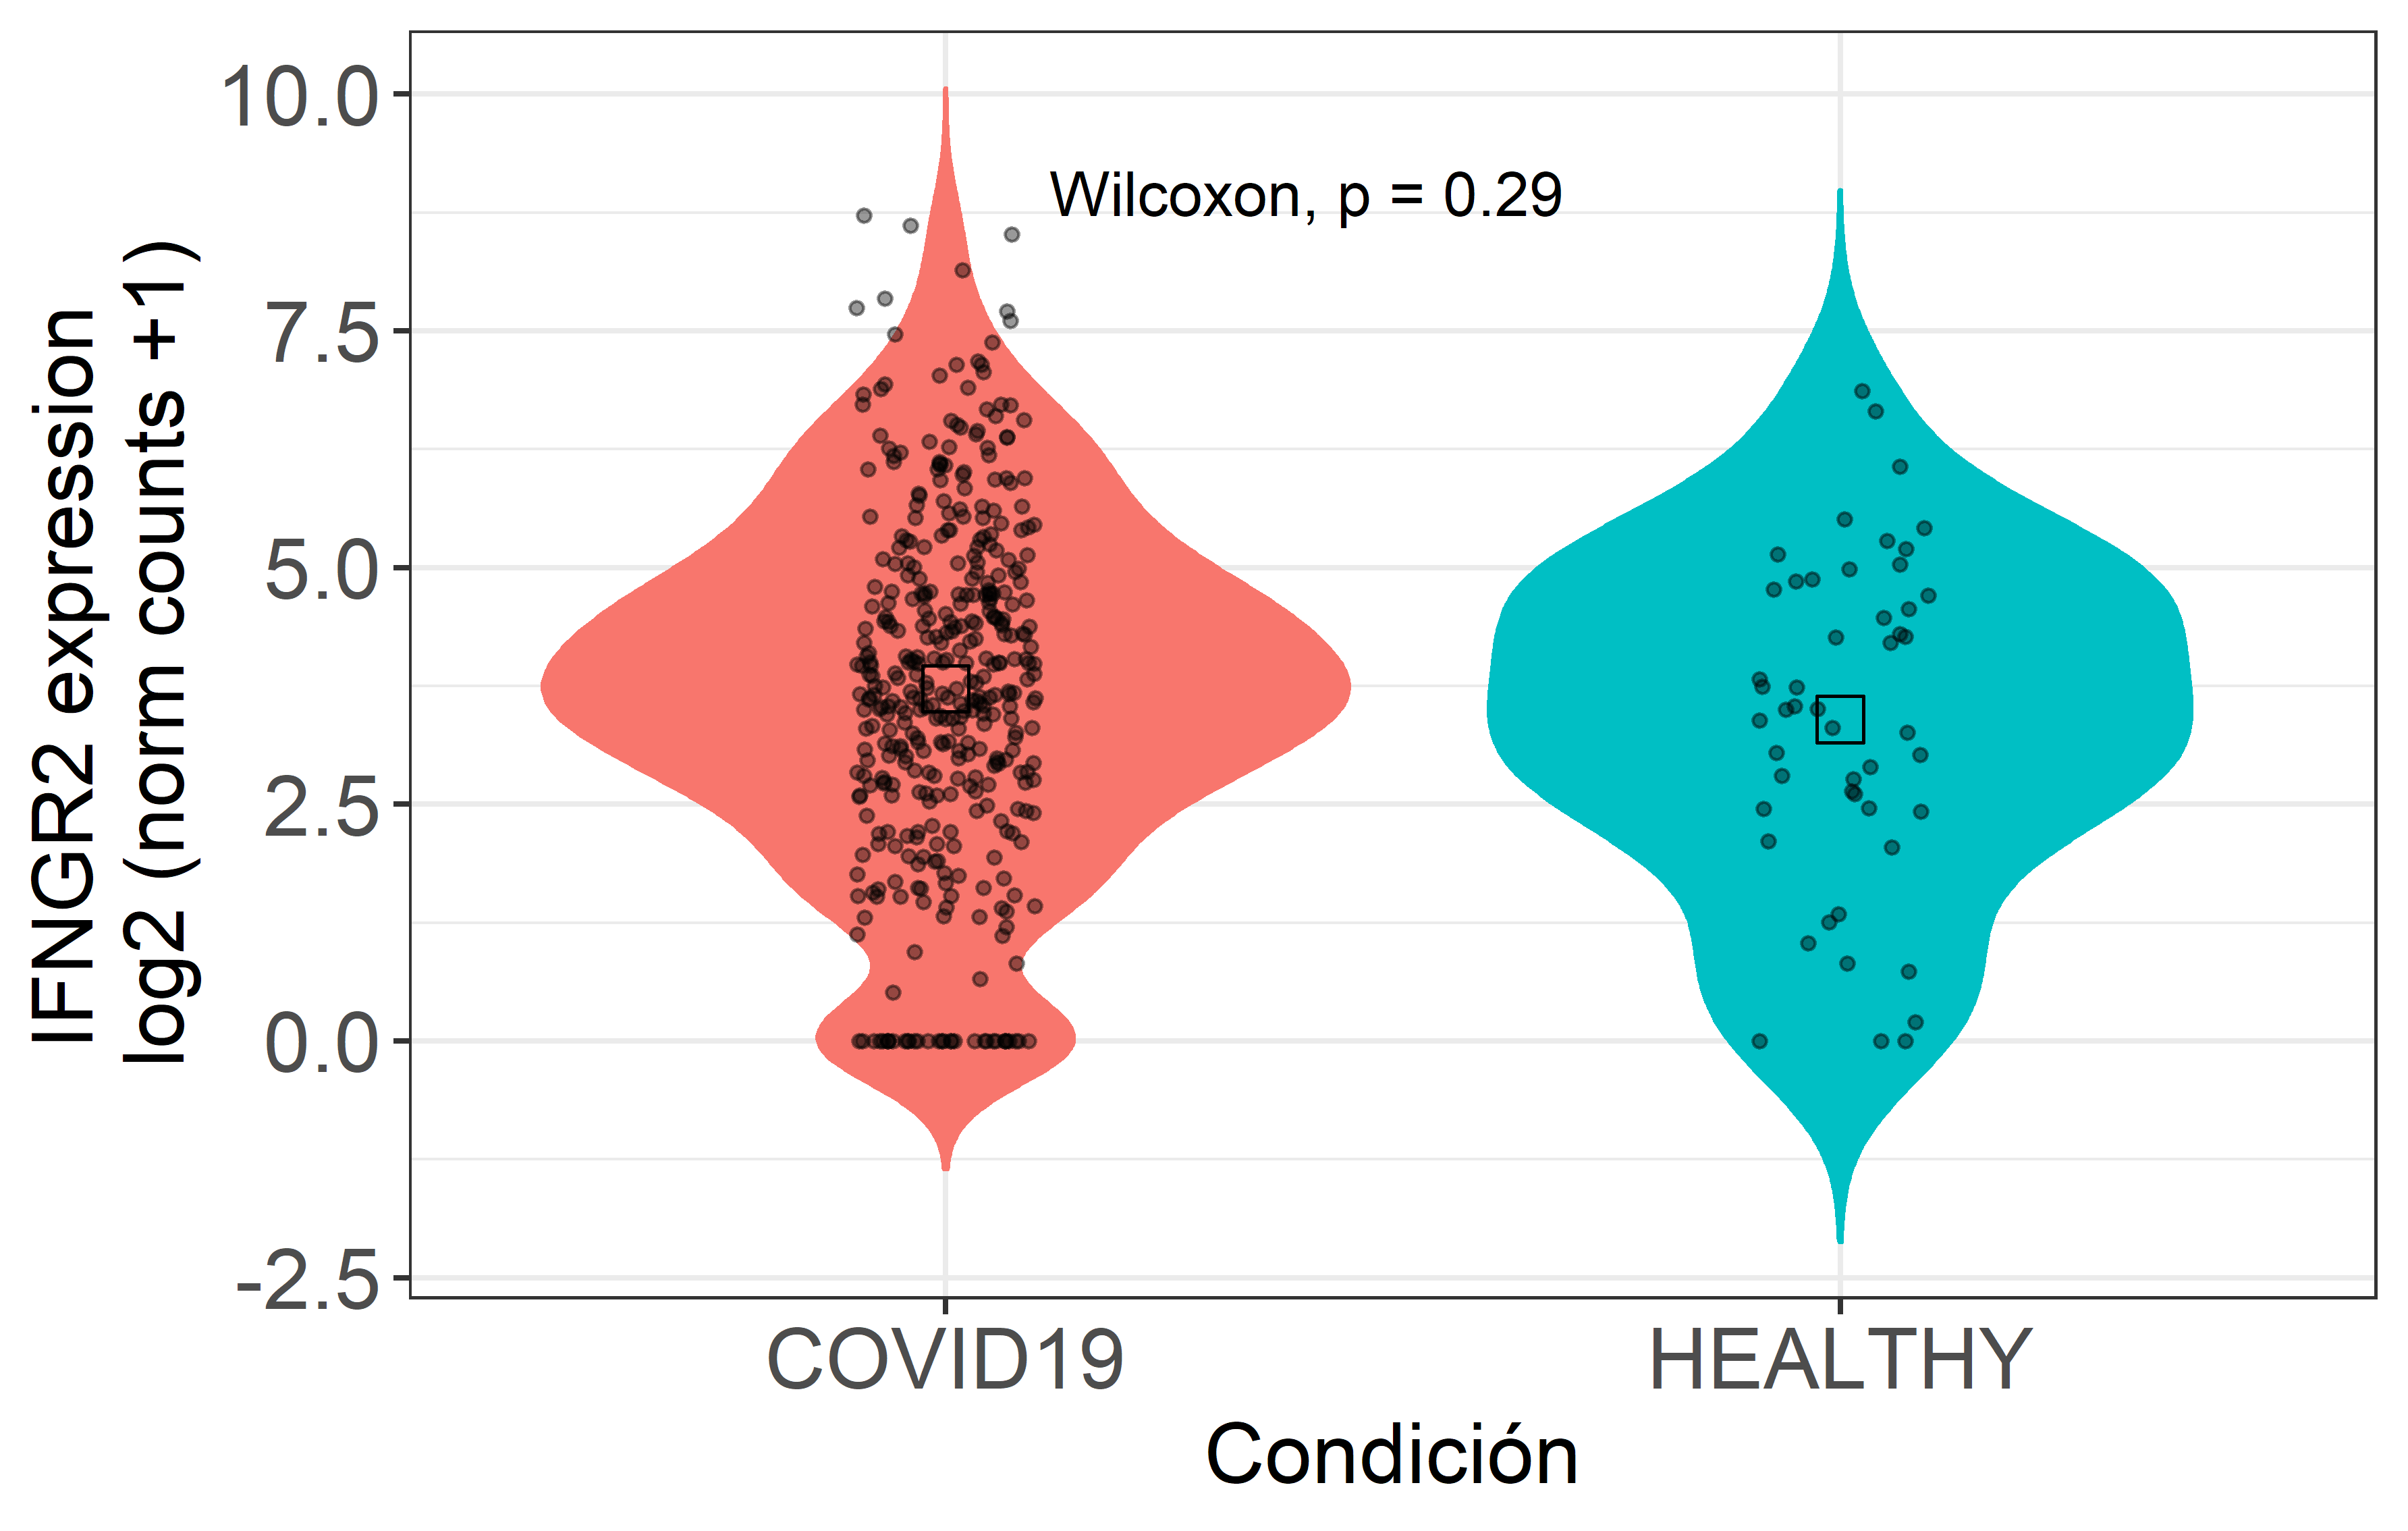 IFNGR2 expression
log2 (norm counts +1)
10.0
7.5
5.0
2.5
0.0
-2.5
Wilcoxon, p = 0.29
COVID19
HEALTHY
Condición